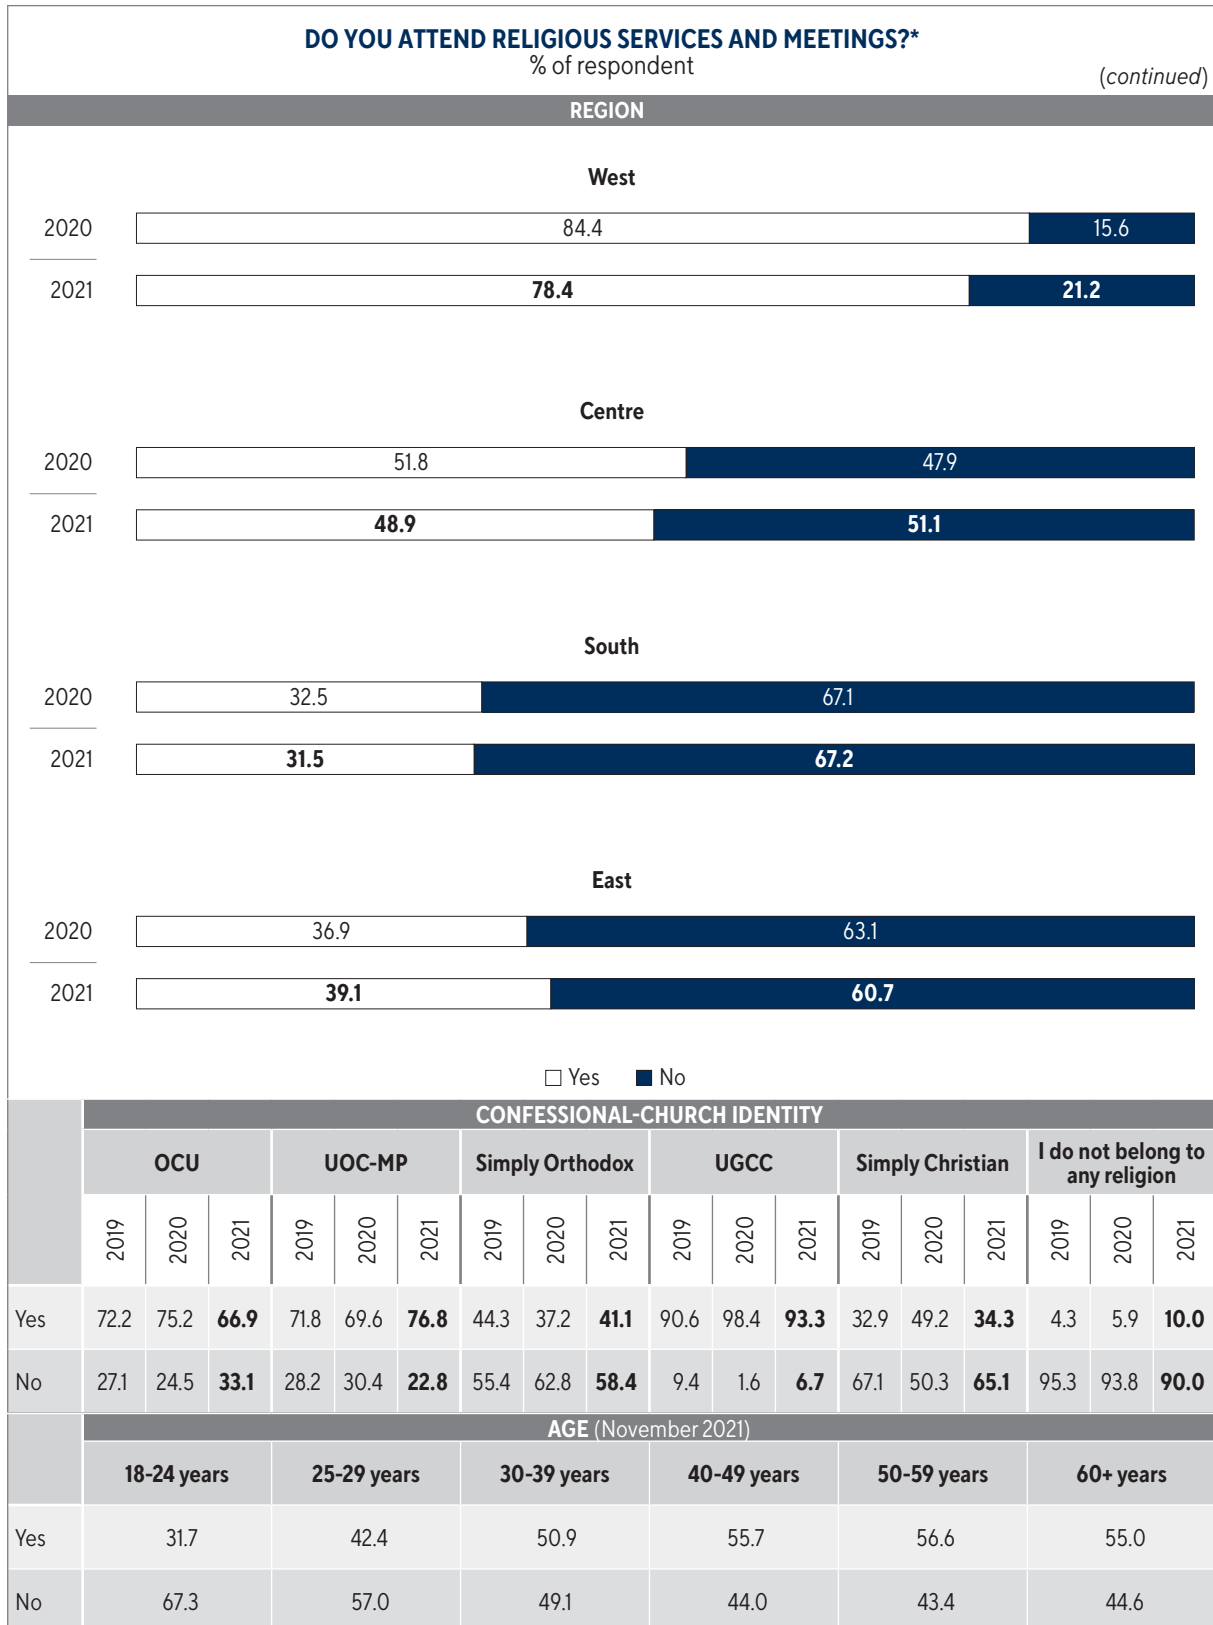 DO YOU ATTEND RELIGIOUS SERVICES AND MEETINGS?*
% of respondent
(continued)
REGION
West
2020 84.4 15.6
2021 78.4 21.2
Centre
2020 51.8 47.9
2021 48.9 51.1
South
2020 32.5 67.1
2021 31.5 67.2
East
2020 36.9 63.1
2021 39.1 60.7
Yes No
CONFESSIONAL-CHURCH IDENTITY
OCU UOC-MP Simply Orthodox UGCC Simply Christian I do not belong to
any religion
2019 2020 2021 2019 2020 2021 2019 2020 2021 2019 2020 2021 2019 2020 2021 2019 2020 2021
Yes 72.2 75.2 66.9 71.8 69.6 76.8 44.3 37.2 41.1 90.6 98.4 93.3 32.9 49.2 34.3 4.3 5.9 10.0
No 27.1 24.5 33.1 28.2 30.4 22.8 55.4 62.8 58.4 9.4 1.6 6.7 67.1 50.3 65.1 95.3 93.8 90.0
AGE (November 2021)
18-24 years 25-29 years 30-39 years 40-49 years 50-59 years 60+ years
Yes 31.7 42.4 50.9 55.7 56.6 55.0
No 67.3 57.0 49.1 44.0 43.4 44.6